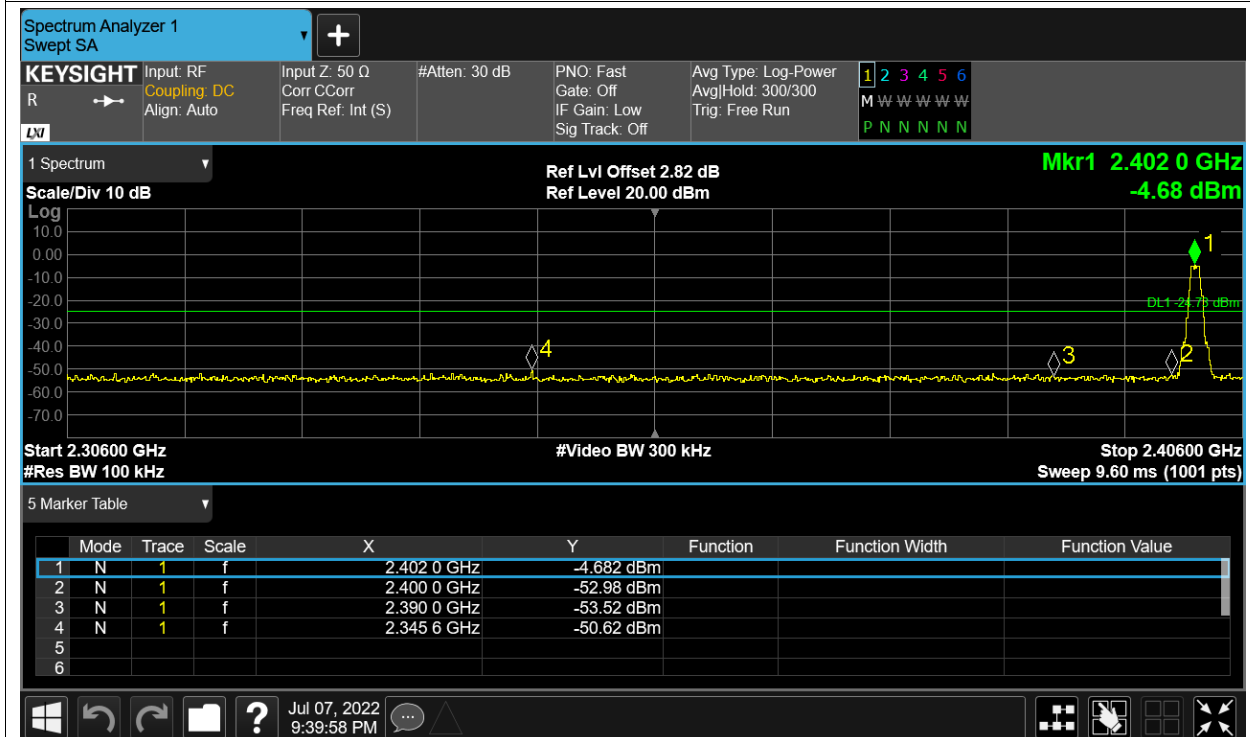 Spectrum Analyzer 1
Swept SA
+
KEYSIGHT
R
LXI
Input: RF
Coupling: DC
Align: Auto
Input Z: 50 Ω
Corr CCorr
Freq Ref: Int (S)
#Atten: 30 dB
PNO: Fast
Gate: Off
IF Gain: Low
Sig Track: Off
Avg Type: Log-Power
Avg|Hold: 300/300
Trig: Free Run
1 2 3 4 5 6
M W W W W W
P N N N N N
1 Spectrum
Scale/Div 10 dB
Ref Lvl Offset 2.82 dB
Ref Level 20.00 dBm
Mkr1 2.402 0 GHz
-4.68 dBm
Log
10.0
0.00
-10.0
-20.0
-30.0
-40.0
-50.0
-60.0
-70.0
1
DL1 -24.73 dBm
4
3
2
Start 2.30600 GHz
#Res BW 100 kHz
#Video BW 300 kHz
Stop 2.40600 GHz
Sweep 9.60 ms (1001 pts)
5 Marker Table
Mode Trace Scale X Y Function Function Width Function Value
1 N 1 f 2.402 0 GHz -4.682 dBm
2 N 1 f 2.400 0 GHz -52.98 dBm
3 N 1 f 2.390 0 GHz -53.52 dBm
4 N 1 f 2.345 6 GHz -50.62 dBm
5
6
?
Jul 07, 2022
9:39:58 PM